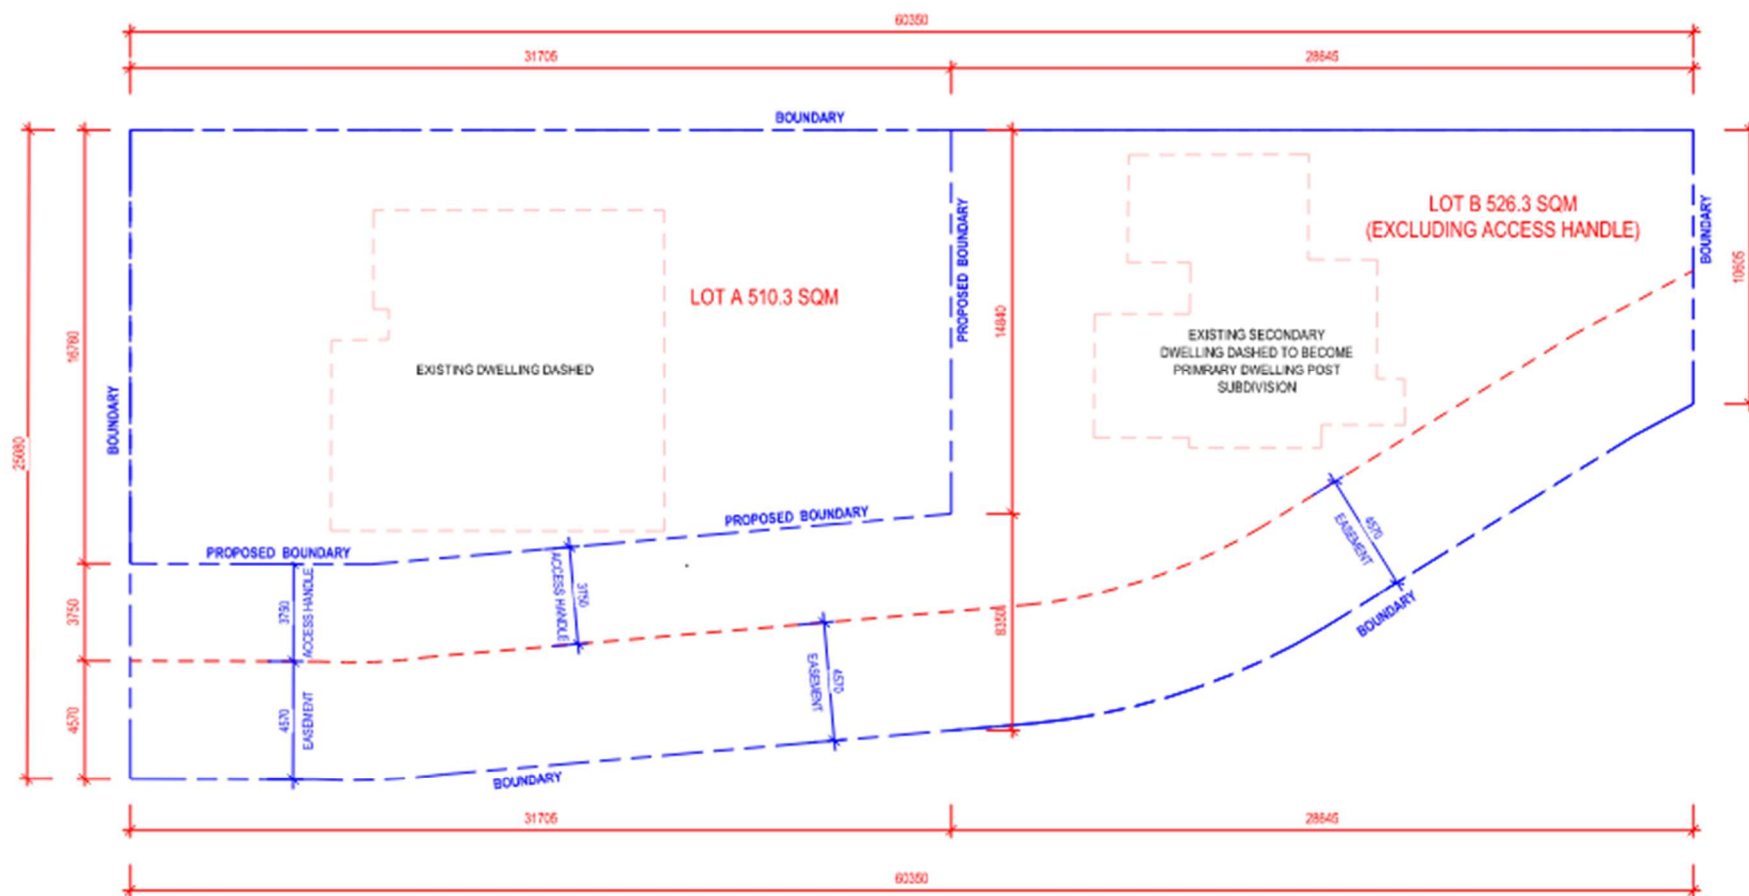 60350
31705
28645
BOUNDARY
LOT B 526.3 SQM
(EXCLUDING ACCESS HANDLE)
BOUNDARY
10605
PROPOSED BOUNDARY
LOT A 510.3 SQM
14840
16760
EXISTING DWELLING DASHED
EXISTING SECONDARY
DWELLING DASHED TO BECOME
PRIMRARY DWELLING POST
SUBDIVISION
BOUNDARY
25080
PROPOSED BOUNDARY
PROPOSED BOUNDARY
4570
EASEMENT
3750
3750
ACCESS HANDLE
ACCESS HANDLE
3750
8350
BOUNDARY
4570
4570
EASEMENT
EASEMENT
4570
BOUNDARY
31705
28645
60350